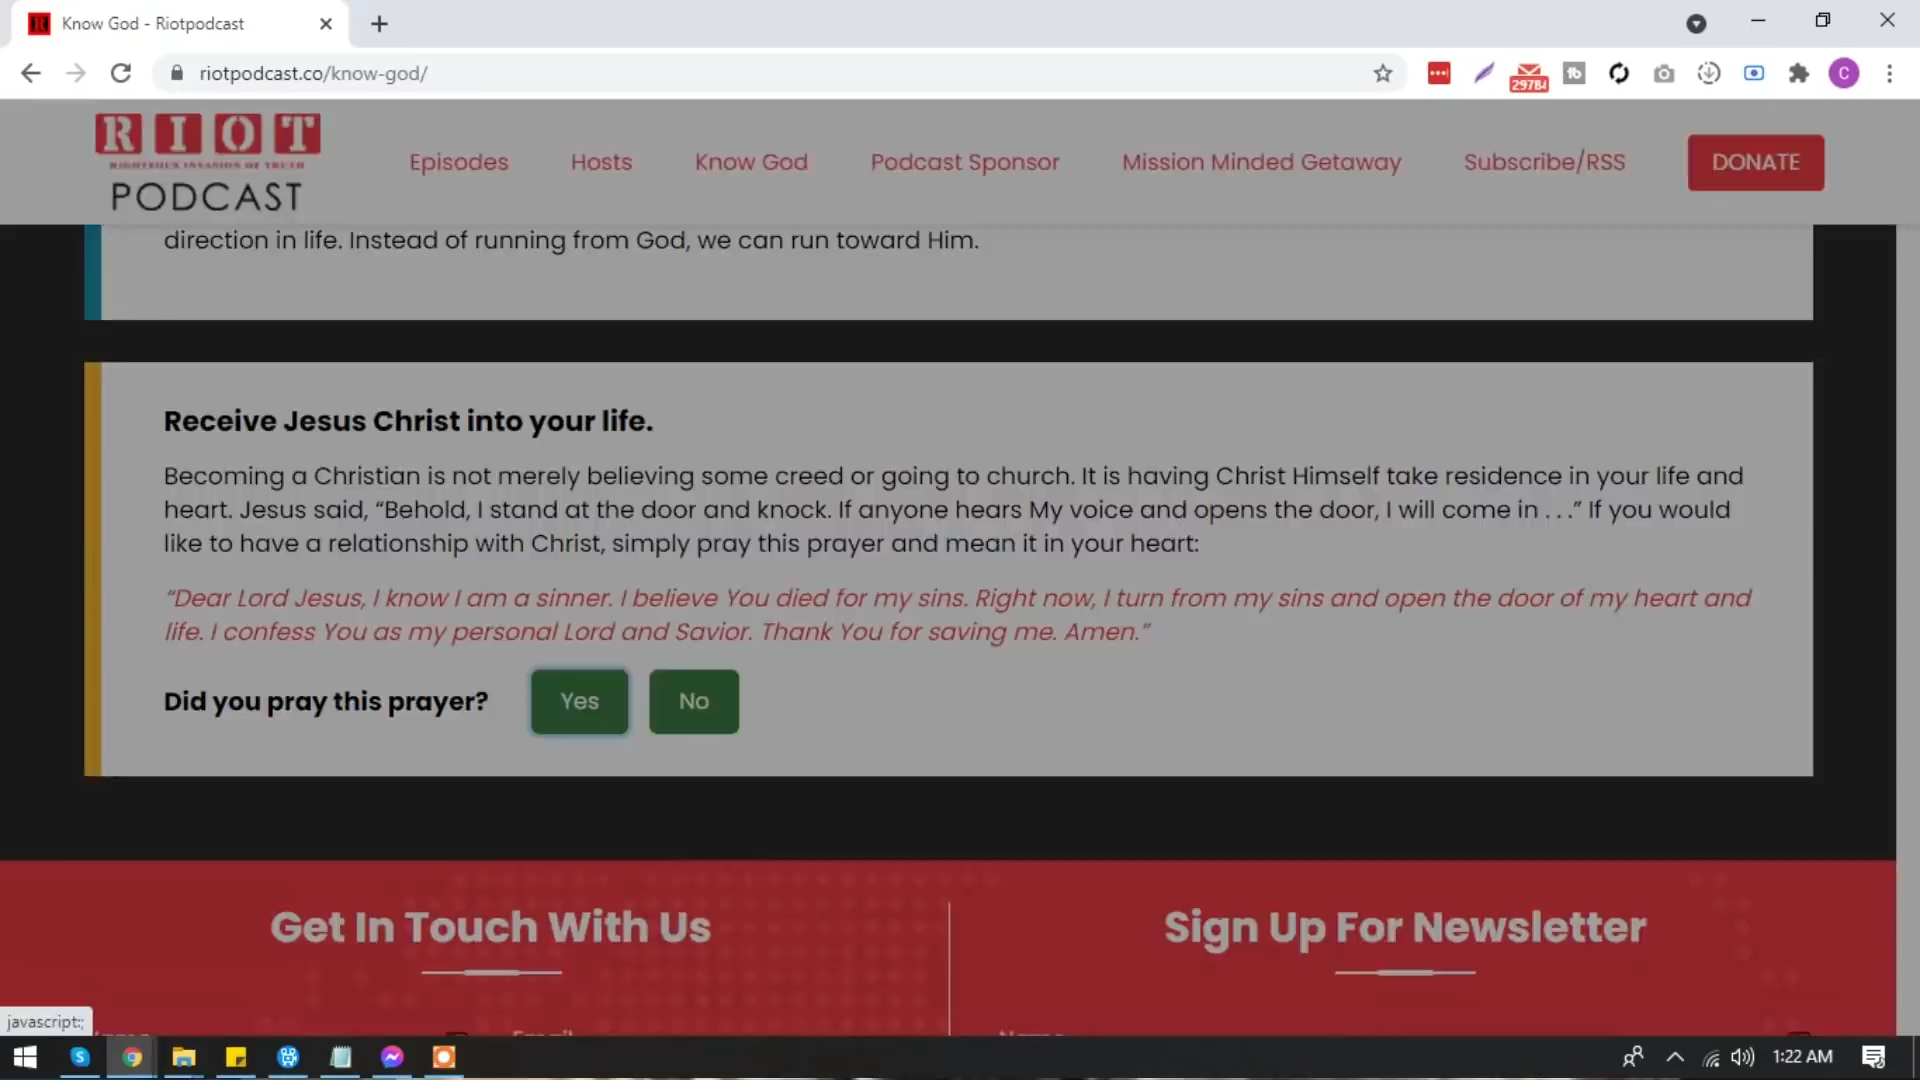 Know God - Riotpodcast
riotpodcast.co/know-god/
29784
C
RIOT
RIGHTEOUS INVASION OF TRUTH
PODCAST
Episodes
Hosts
Know God
Podcast Sponsor
Mission Minded Getaway
Subscribe/RSS
DONATE
direction in life. Instead of running from God, we can run toward Him.
Receive Jesus Christ into your life.
Becoming a Christian is not merely believing some creed or going to church. It is having Christ Himself take residence in your life and
heart. Jesus said, “Behold, I stand at the door and knock. If anyone hears My voice and opens the door, I will come in . . .” If you would
like to have a relationship with Christ, simply pray this prayer and mean it in your heart:
“Dear Lord Jesus, I know I am a sinner. I believe You died for my sins. Right now, I turn from my sins and open the door of my heart and
life. I confess You as my personal Lord and Savior. Thank You for saving me. Amen.”
Did you pray this prayer?
Yes
No
Get In Touch With Us
Sign Up For Newsletter
javascript:;
1:22 AM